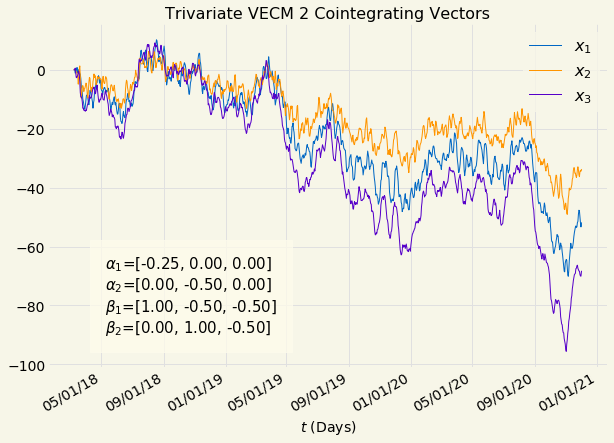 Trivariate VECM 2 Cointegrating Vectors
x₁
x₂
x₃
0
−20
−40
−60
−80
−100
α₁=[-0.25, 0.00, 0.00]
α₂=[0.00, -0.50, 0.00]
β₁=[1.00, -0.50, -0.50]
β₂=[0.00, 1.00, -0.50]
05/01/18
09/01/18
01/01/19
05/01/19
09/01/19
01/01/20
05/01/20
09/01/20
01/01/21
t (Days)